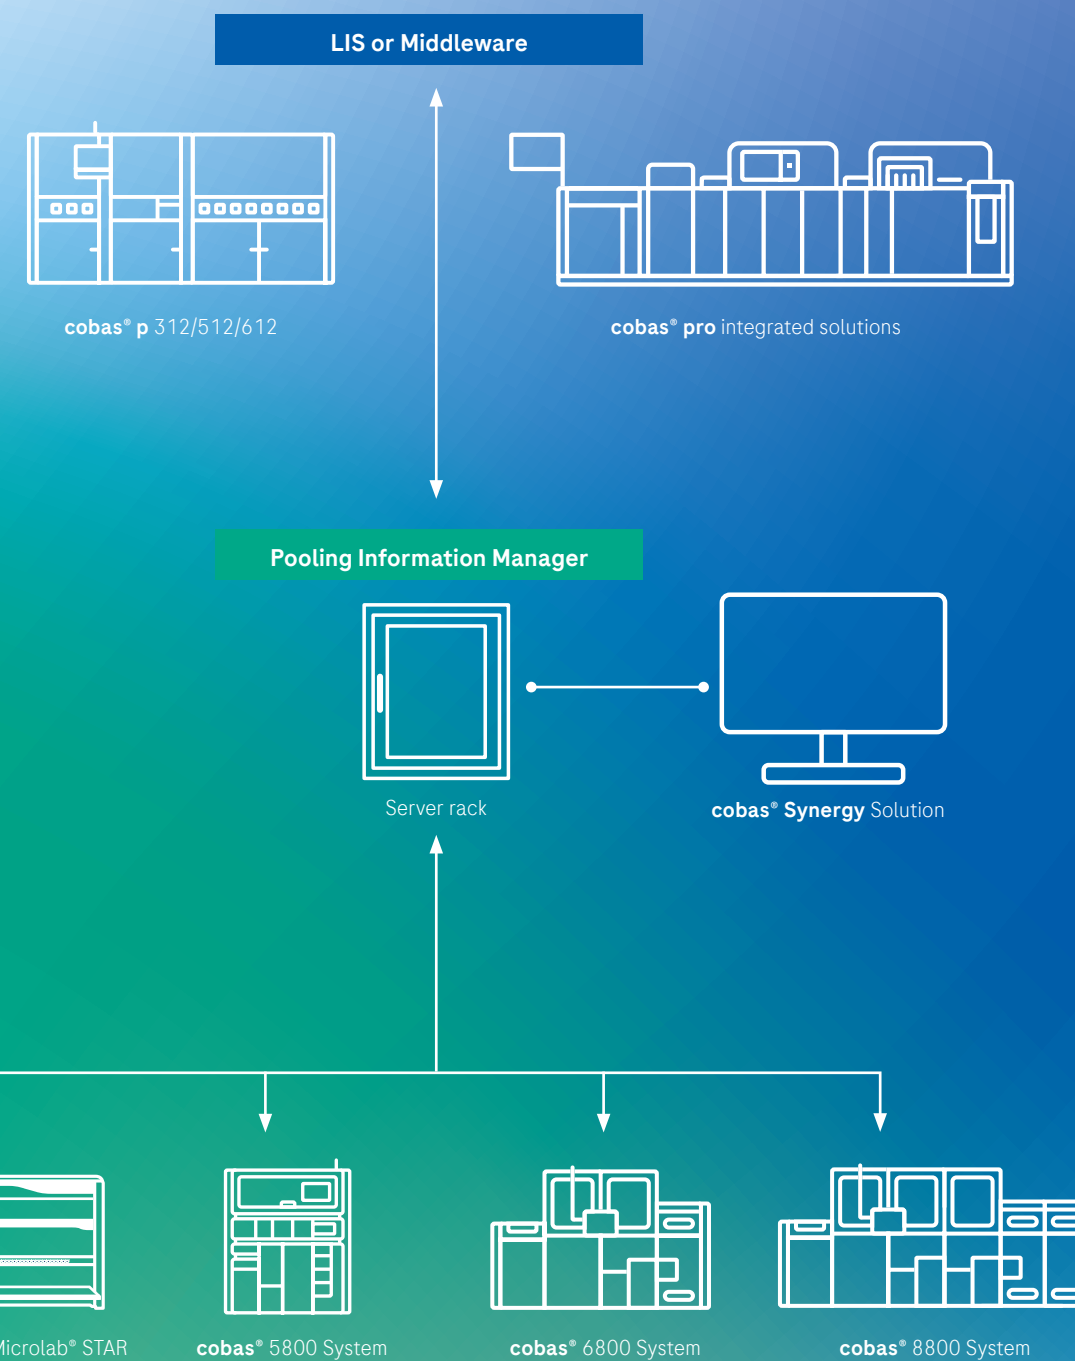 LIS or Middleware
cobas® p 312/512/612
cobas® pro integrated solutions
Pooling Information Manager
Server rack
cobas® Synergy Solution
Microlab® STAR
cobas® 5800 System
cobas® 6800 System
cobas® 8800 System